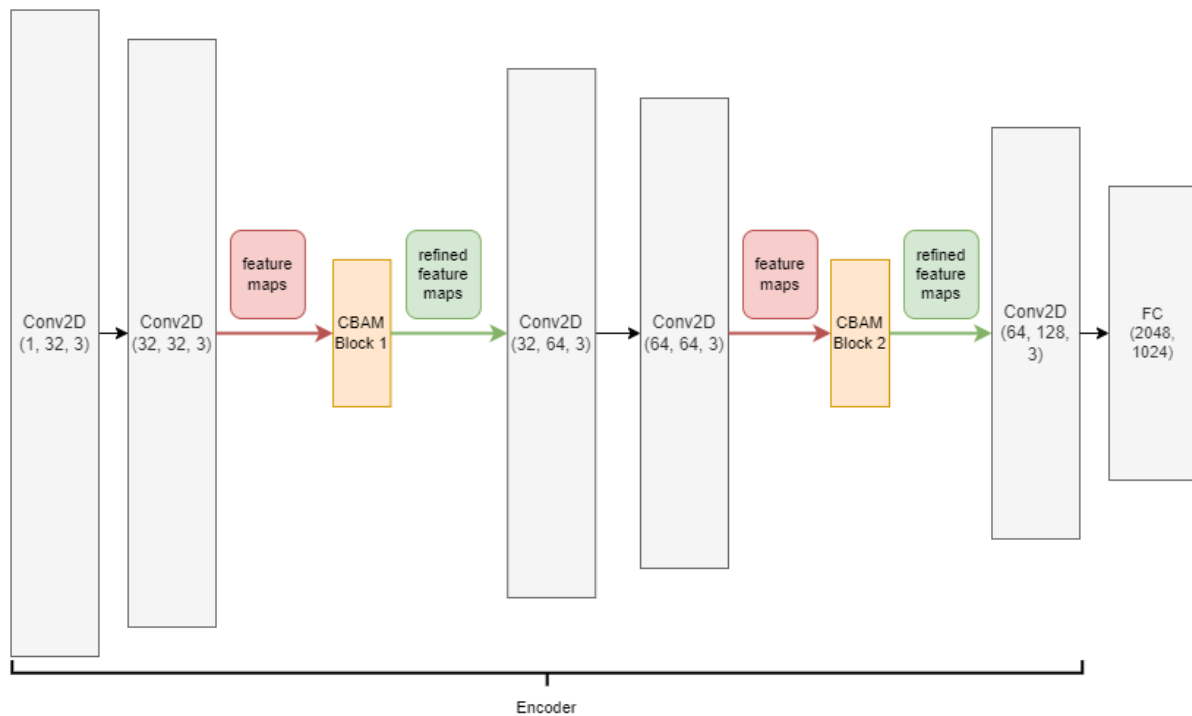 Conv2D
(1, 32, 3)
Conv2D
(32, 32, 3)
feature
maps
CBAM
Block 1
refined
feature
maps
Conv2D
(32, 64, 3)
Conv2D
(64, 64, 3)
feature
maps
CBAM
Block 2
refined
feature
maps
Conv2D
(64, 128,
3)
FC
(2048,
1024)
Encoder